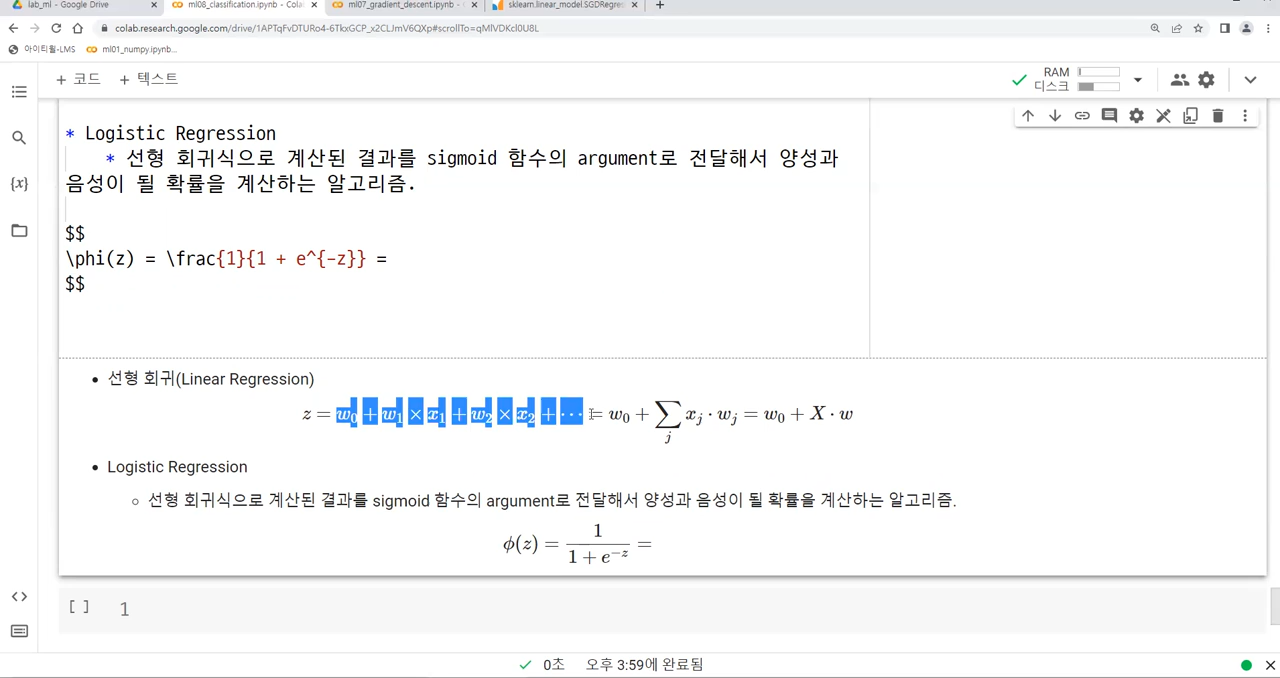 lab_ml - Google Drive
ml08_classification.ipynb - Colab
ml07_gradient_descent.ipynb - C
sklearn.linear_model.SGDRegres
colab.research.google.com/drive/1APTqFvDTURo4-6TkxGCP_x2CLJmV6QXp#scrollTo=qMlVDKcl0U8L
아이티윌-LMS
ml01_numpy.ipynb...
+ 코드 + 텍스트
RAM
디스크
* Logistic Regression
* 선형 회귀식으로 계산된 결과를 sigmoid 함수의 argument로 전달해서 양성과
음성이 될 확률을 계산하는 알고리즘.
$$
\phi(z) = \frac{1}{1 + e^{-z}} =
$$
• 선형 회귀(Linear Regression)
z = w₀ + w₁ × x₁ + w₂ × x₂ + ⋯ = w₀ + ∑ⱼ xⱼ · wⱼ = w₀ + X · w
• Logistic Regression
◦ 선형 회귀식으로 계산된 결과를 sigmoid 함수의 argument로 전달해서 양성과 음성이 될 확률을 계산하는 알고리즘.
ϕ(z) = 1 / (1 + e⁻ᶻ) =
[ ] 1
0초 오후 3:59에 완료됨